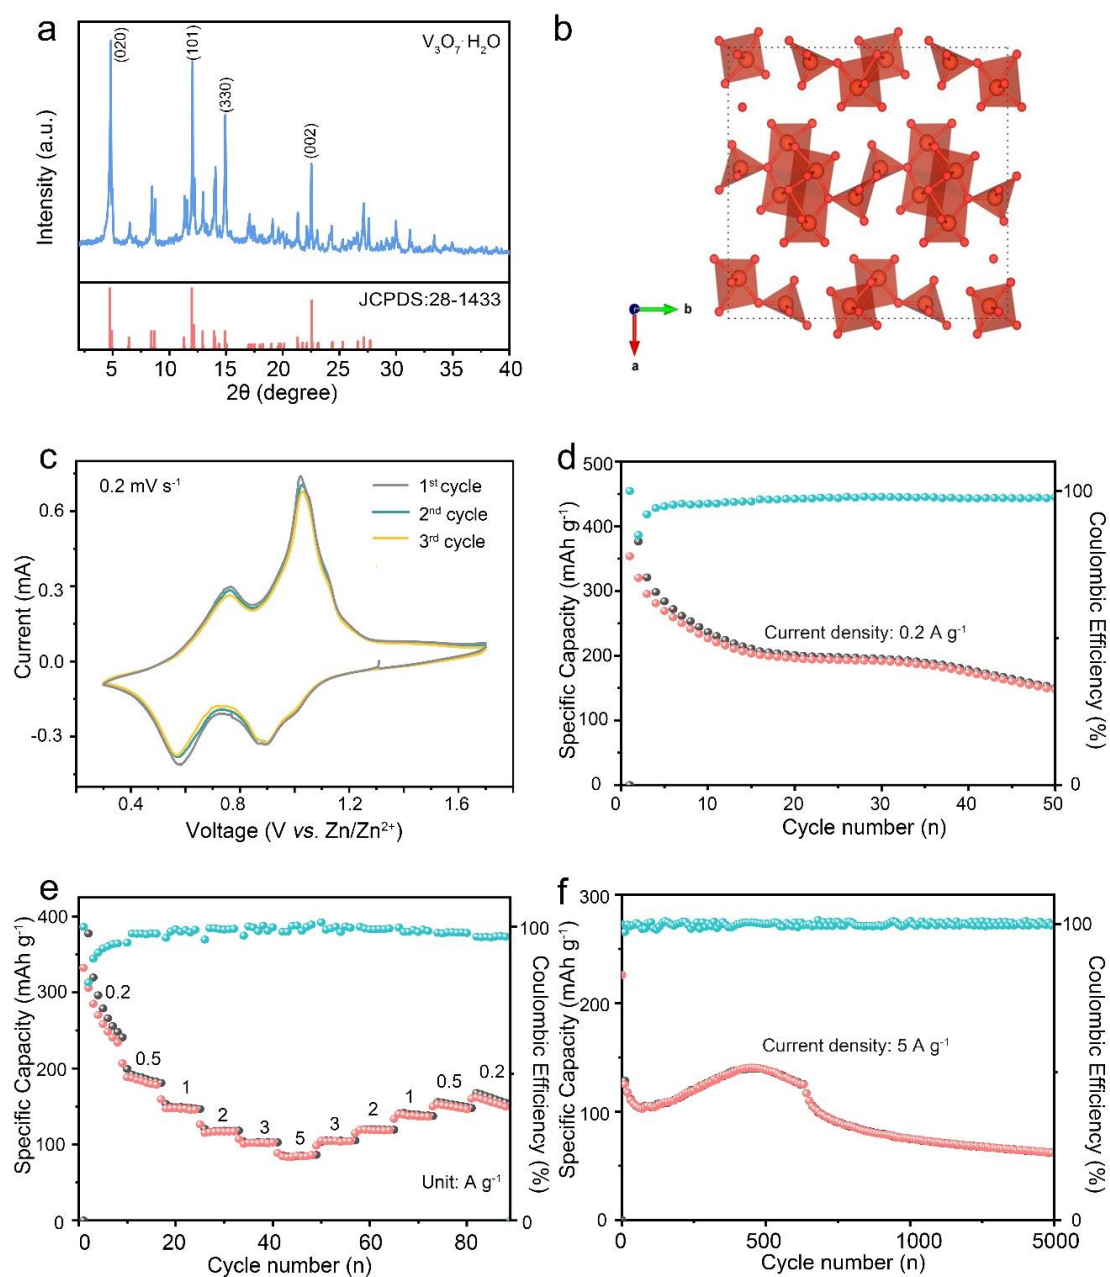 a
V₃O₇·H₂O
(020)
(101)
(330)
(002)
Intensity (a.u.)
JCPDS:28-1433
5 10 15 20 25 30 35 40
2θ (degree)
b
b
a
c
0.2 mV s⁻¹
1ˢᵗ cycle
2ⁿᵈ cycle
3ʳᵈ cycle
Current (mA)
0.6
0.3
0.0
-0.3
0.4 0.8 1.2 1.6
Voltage (V vs. Zn/Zn²⁺)
d
Specific Capacity (mAh g⁻¹)
500
450
400
300
200
100
0
Current density: 0.2 A g⁻¹
100
0
Coulombic Efficiency (%)
0 10 20 30 40 50
Cycle number (n)
e
Specific Capacity (mAh g⁻¹)
400
300
200
100
0
0.2
0.5
1
2
3
5
3
2
1
0.5
0.2
Unit: A g⁻¹
100
0
Coulombic Efficiency (%)
0 20 40 60 80
Cycle number (n)
f
Specific Capacity (mAh g⁻¹)
300
280
200
100
0
Current density: 5 A g⁻¹
100
0
Coulombic Efficiency (%)
0 500 1000 5000
Cycle number (n)